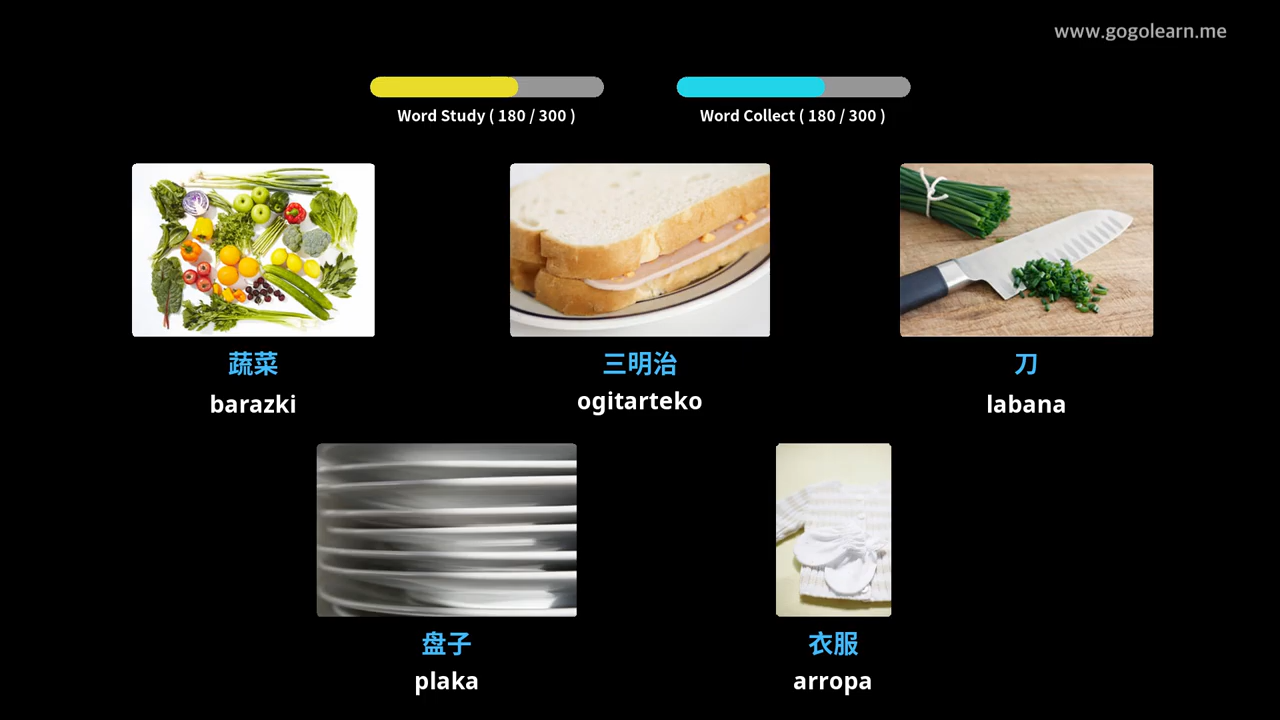 www.gogolearn.me
Word Study ( 180 / 300 )
Word Collect ( 180 / 300 )
蔬菜
三明治
刀
barazki
ogitarteko
labana
盘子
衣服
plaka
arropa